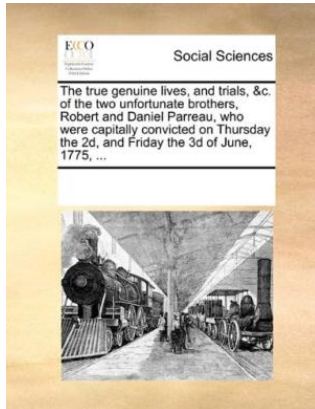 ECCO
Social Sciences
The true genuine lives, and trials, &c.
of the two unfortunate brothers,
Robert and Daniel Parreau, who
were capitally convicted on Thursday
the 2d, and Friday the 3d of June,
1775, ...